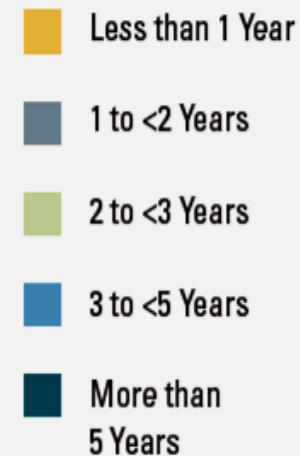 Less than 1 Year
1 to <2 Years
2 to <3 Years
3 to <5 Years
More than
5 Years